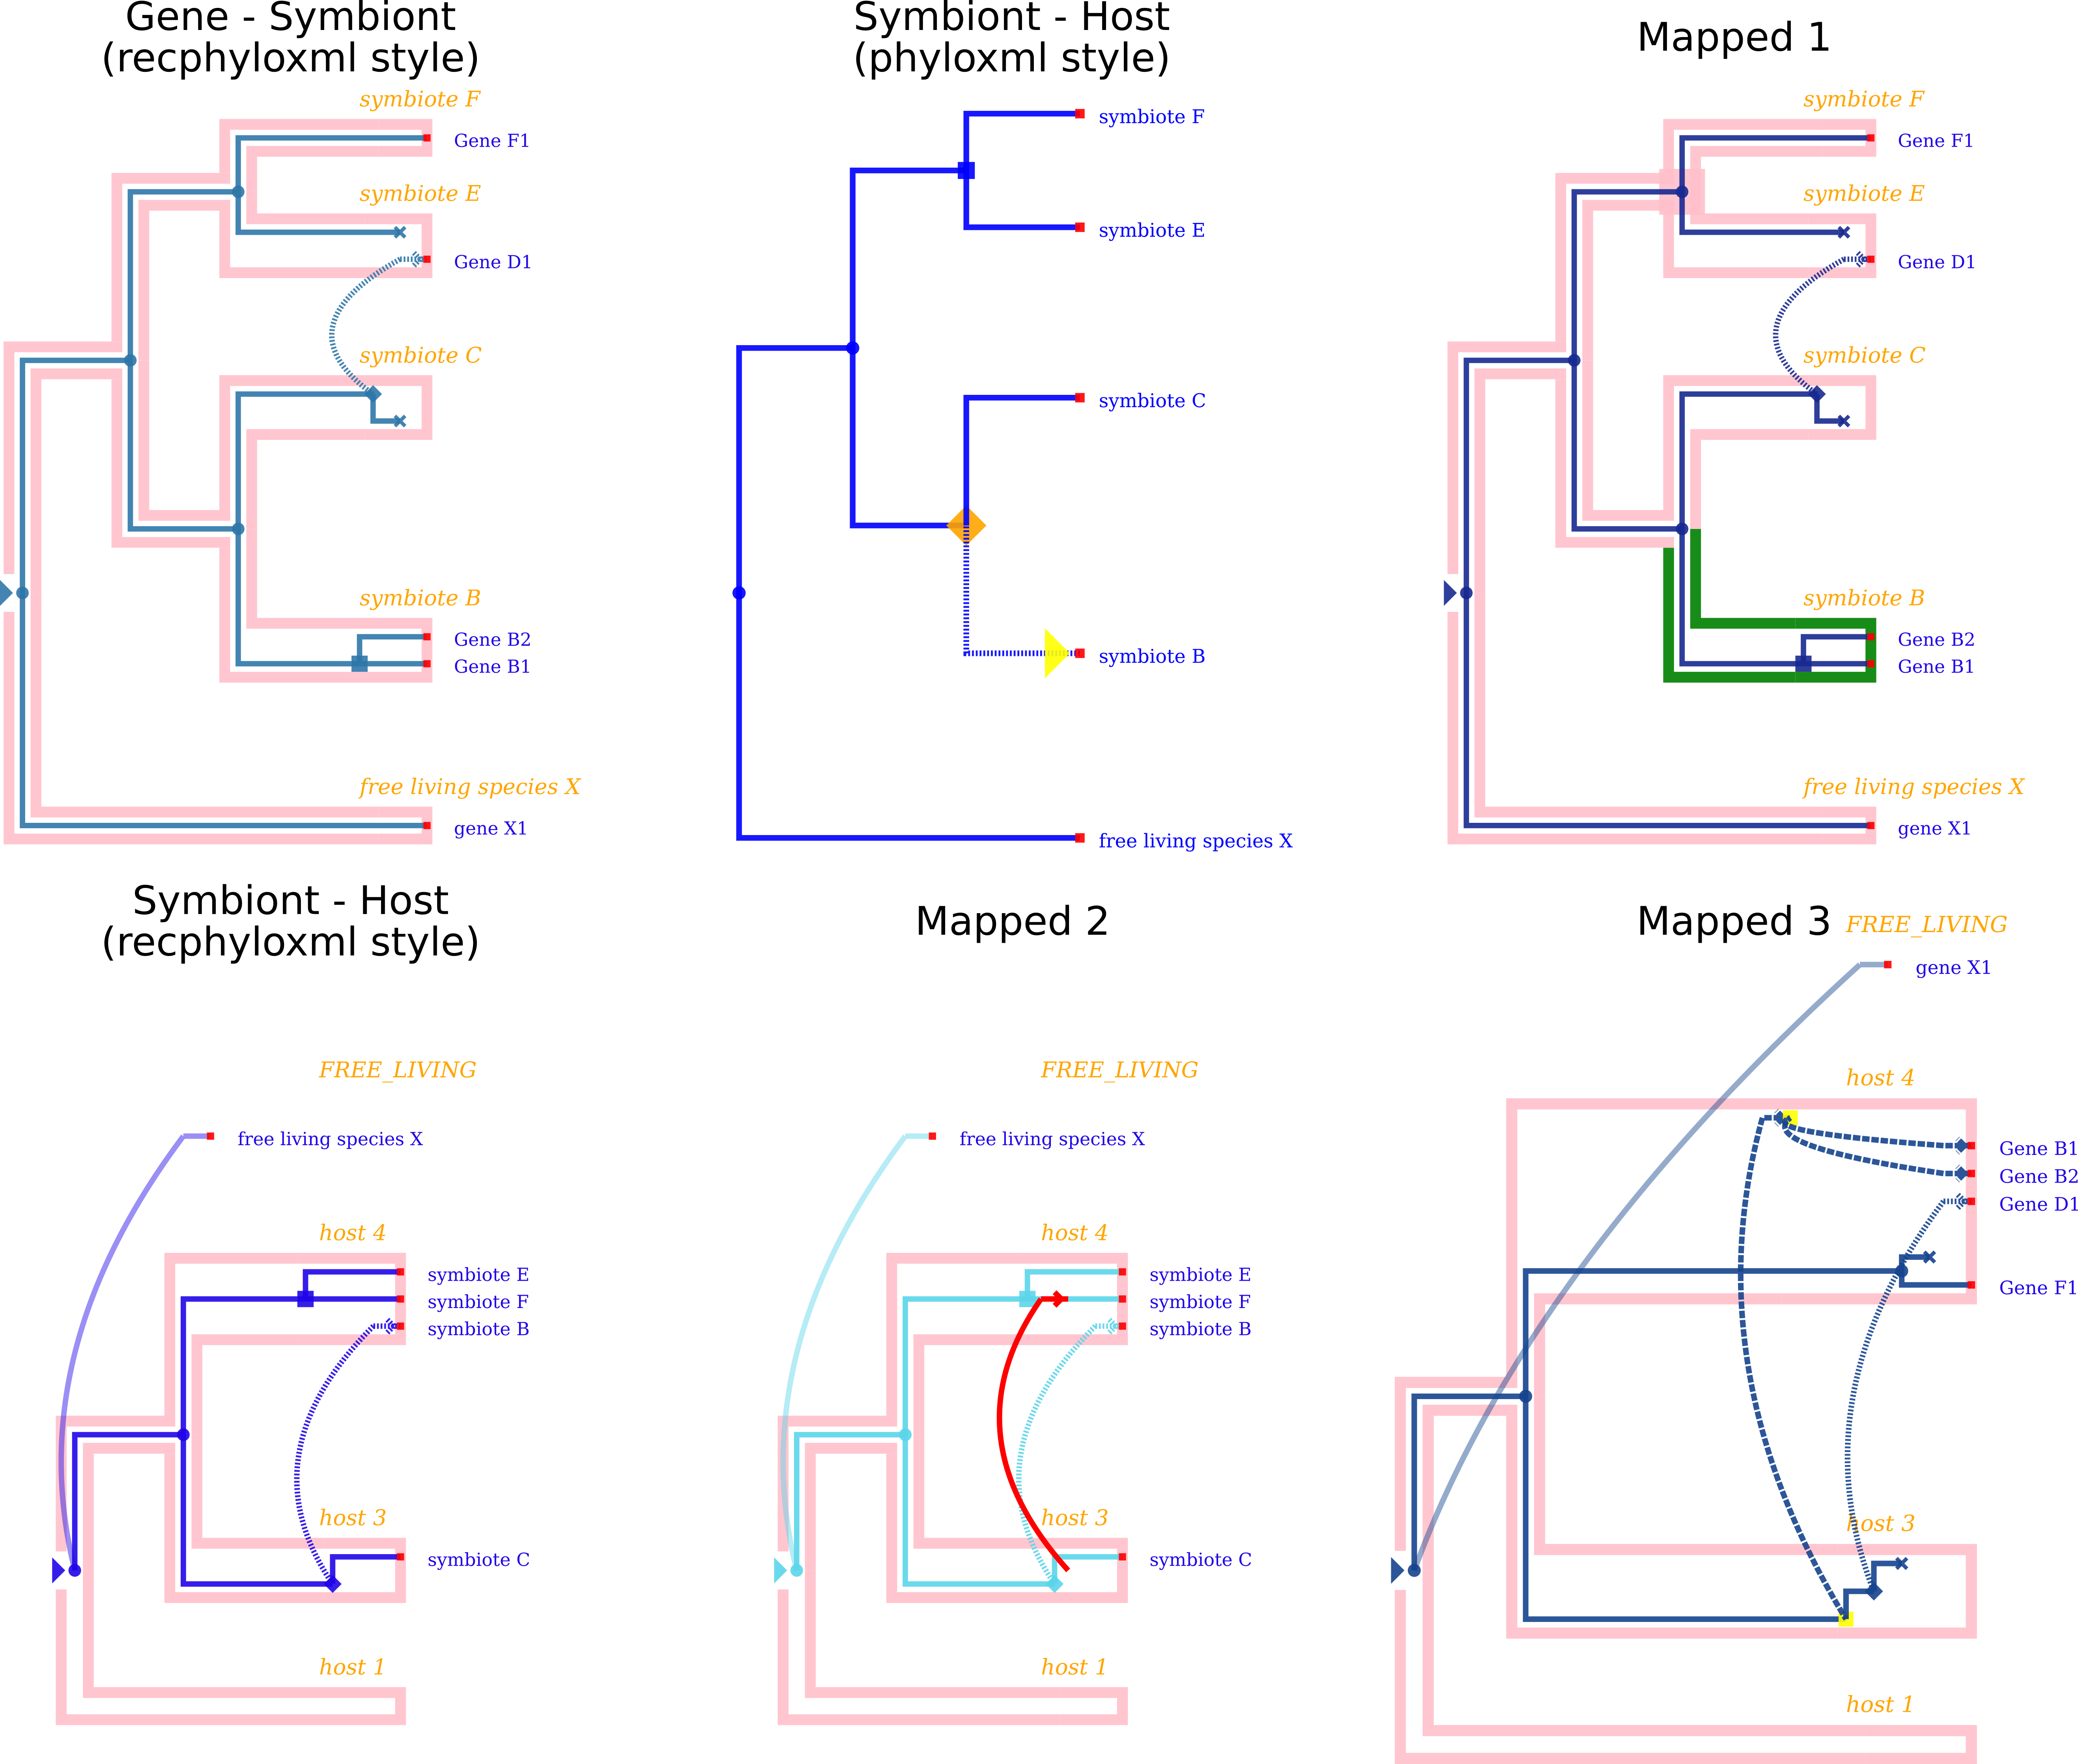 Gene - Symbiont
(recphyloxml style)
symbiote F
Gene F1
symbiote E
Gene D1
symbiote C
symbiote B
Gene B2
Gene B1
free living species X
gene X1
Symbiont - Host
(phyloxml style)
symbiote F
symbiote E
symbiote C
symbiote B
free living species X
Mapped 1
symbiote F
Gene F1
symbiote E
Gene D1
symbiote C
symbiote B
Gene B2
Gene B1
free living species X
gene X1
Symbiont - Host
(recphyloxml style)
FREE_LIVING
free living species X
host 4
symbiote E
symbiote F
symbiote B
host 3
symbiote C
host 1
Mapped 2
FREE_LIVING
free living species X
host 4
symbiote E
symbiote F
symbiote B
host 3
symbiote C
host 1
Mapped 3
FREE_LIVING
gene X1
host 4
Gene B1
Gene B2
Gene D1
Gene F1
host 3
host 1